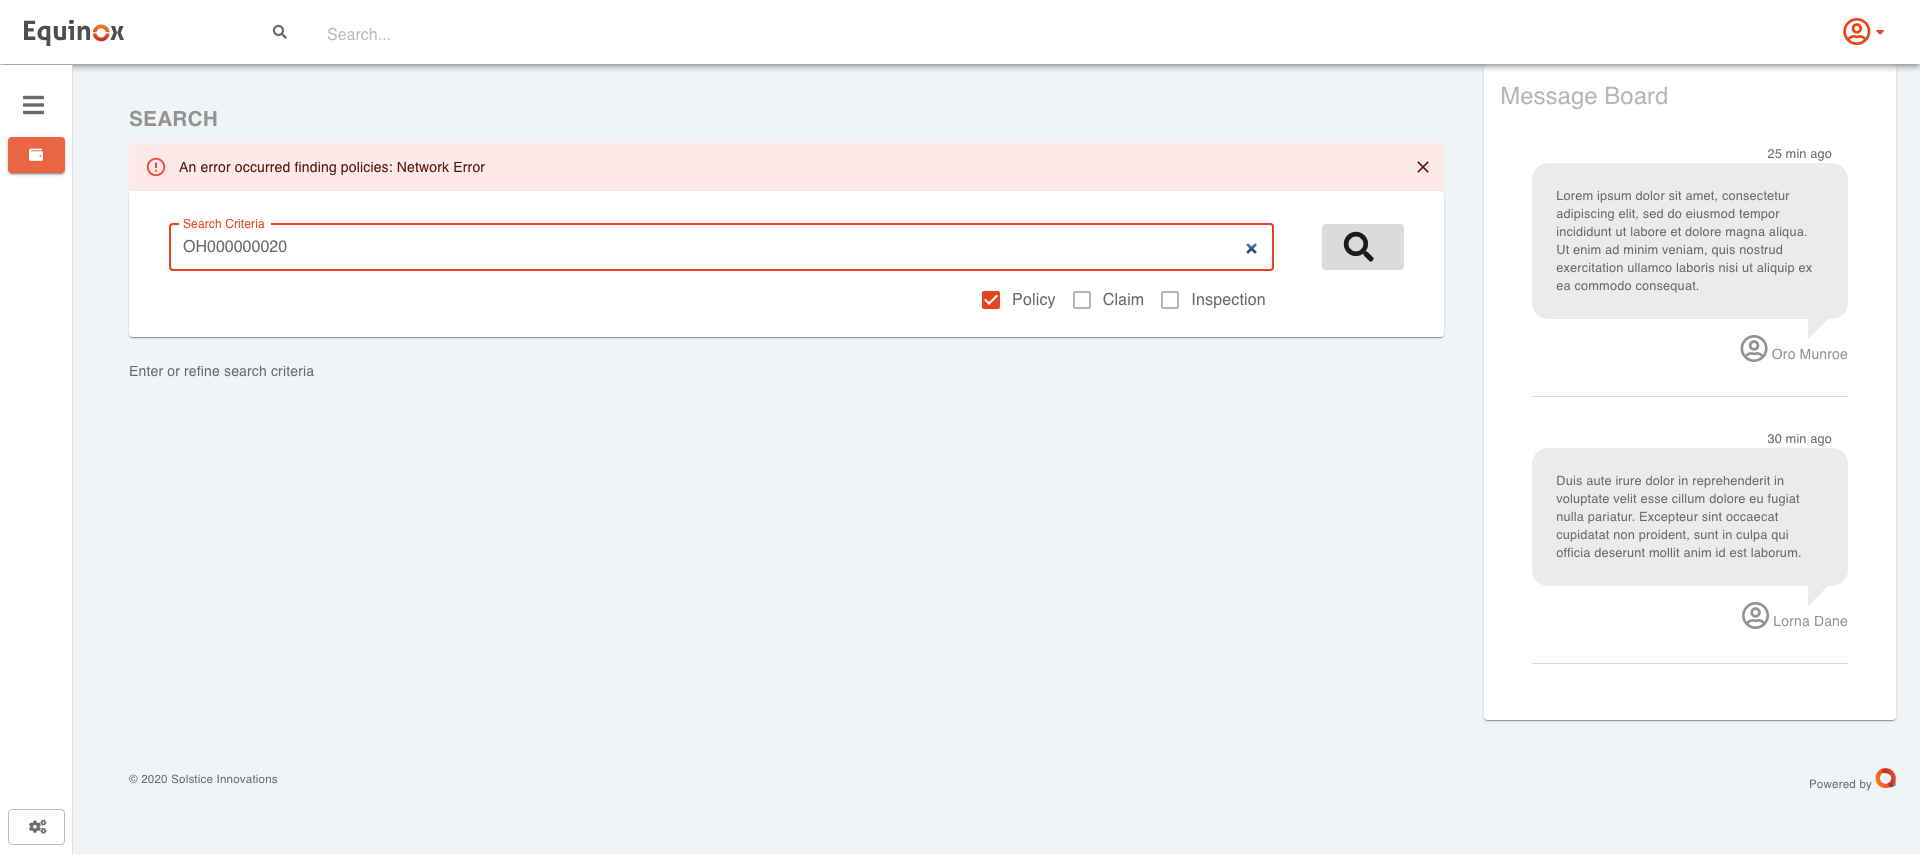 Equinox
Search...
SEARCH
An error occurred finding policies: Network Error
Search Criteria
OH000000020
Policy
Claim
Inspection
Enter or refine search criteria
Message Board
25 min ago
Lorem ipsum dolor sit amet, consectetur
adipiscing elit, sed do eiusmod tempor
incididunt ut labore et dolore magna aliqua.
Ut enim ad minim veniam, quis nostrud
exercitation ullamco laboris nisi ut aliquip ex
ea commodo consequat.
Oro Munroe
30 min ago
Duis aute irure dolor in reprehenderit in
voluptate velit esse cillum dolore eu fugiat
nulla pariatur. Excepteur sint occaecat
cupidatat non proident, sunt in culpa qui
officia deserunt mollit anim id est laborum.
Lorna Dane
© 2020 Solstice Innovations
Powered by